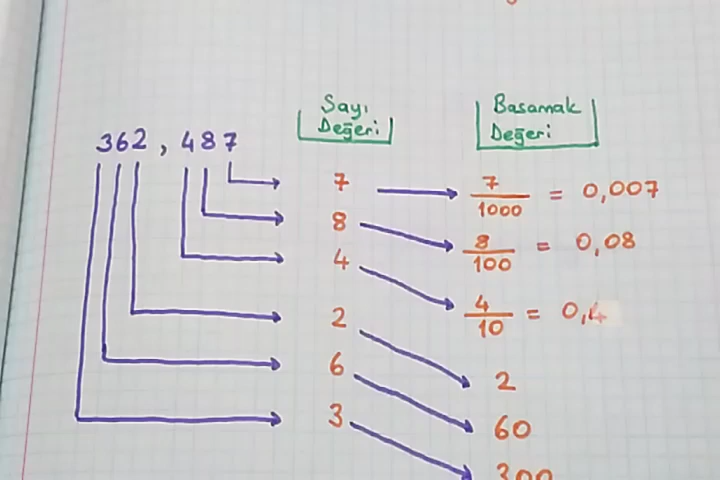 Sayı Değeri
Basamak Değeri
362,487
7 7/1000 = 0,007
8 8/100 = 0,08
4 4/10 = 0,4
2 2
6 60
3 300